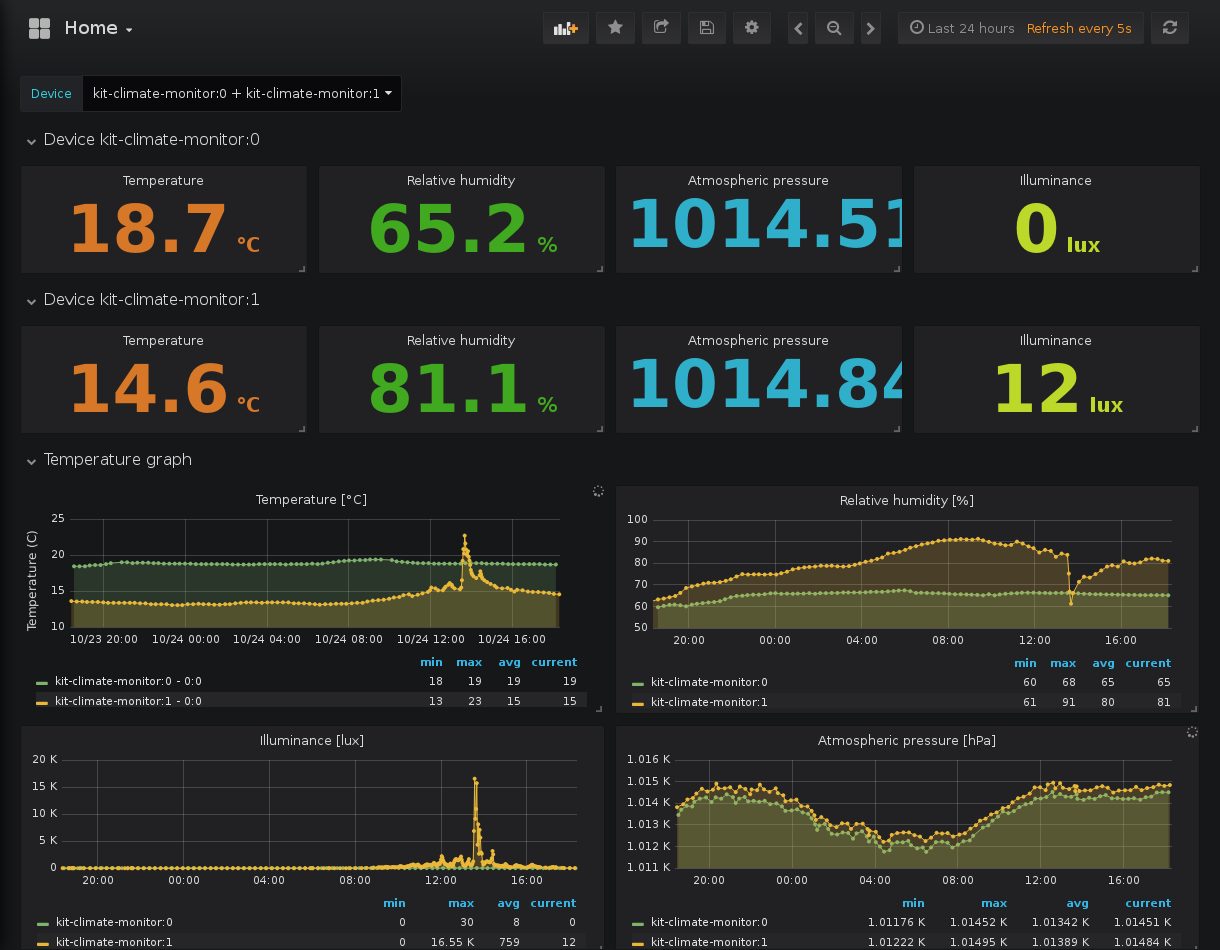 Home
Last 24 hours Refresh every 5s
Device kit-climate-monitor:0 + kit-climate-monitor:1
Device kit-climate-monitor:0
Temperature Relative humidity Atmospheric pressure Illuminance
18.7 °C 65.2 % 1014.51 0 lux
Device kit-climate-monitor:1
Temperature Relative humidity Atmospheric pressure Illuminance
14.6 °C 81.1 % 1014.84 12 lux
Temperature graph
Temperature [°C]
Temperature (C)
25
20
15
10
10/23 20:00 10/24 00:00 10/24 04:00 10/24 08:00 10/24 12:00 10/24 16:00
min max avg current
kit-climate-monitor:0 - 0:0 18 19 19 19
kit-climate-monitor:1 - 0:0 13 23 15 15
Relative humidity [%]
100
90
80
70
60
50
20:00 00:00 04:00 08:00 12:00 16:00
min max avg current
kit-climate-monitor:0 60 68 65 65
kit-climate-monitor:1 61 91 80 81
Illuminance [lux]
20 K
15 K
10 K
5 K
0
20:00 00:00 04:00 08:00 12:00 16:00
min max avg current
kit-climate-monitor:0 0 30 8 0
kit-climate-monitor:1 0 16.55 K 759 12
Atmospheric pressure [hPa]
1.016 K
1.015 K
1.014 K
1.013 K
1.012 K
1.011 K
20:00 00:00 04:00 08:00 12:00 16:00
min max avg current
kit-climate-monitor:0 1.01176 K 1.01452 K 1.01342 K 1.01451 K
kit-climate-monitor:1 1.01222 K 1.01495 K 1.01389 K 1.01484 K